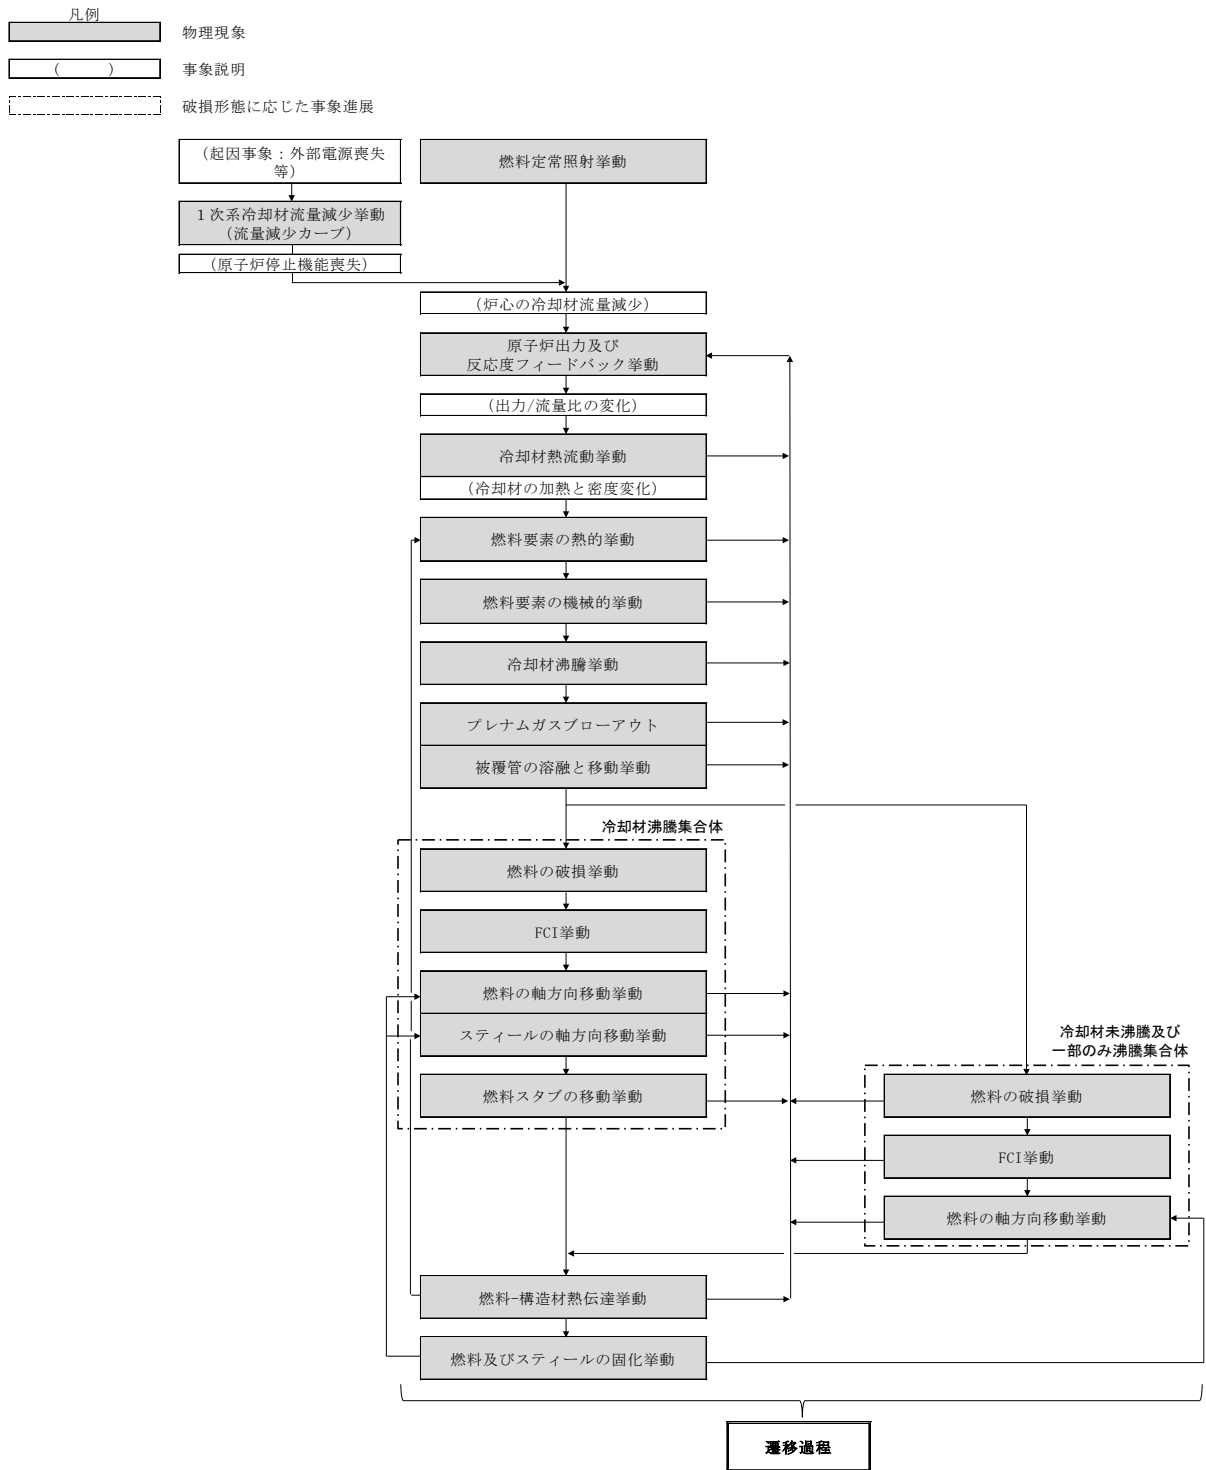 凡例
物理現象
(　　　) 事象説明
破損形態に応じた事象進展
(起因事象：外部電源喪失
等)
燃料定常照射挙動
１次系冷却材流量減少挙動
(流量減少カーブ)
(原子炉停止機能喪失)
(炉心の冷却材流量減少)
原子炉出力及び
反応度フィードバック挙動
(出力/流量比の変化)
冷却材熱流動挙動
(冷却材の加熱と密度変化)
燃料要素の熱的挙動
燃料要素の機械的挙動
冷却材沸騰挙動
プレナムガスブローアウト
被覆管の溶融と移動挙動
冷却材沸騰集合体
燃料の破損挙動
FCI挙動
燃料の軸方向移動挙動
スティールの軸方向移動挙動
燃料スタブの移動挙動
冷却材未沸騰及び
一部のみ沸騰集合体
燃料の破損挙動
FCI挙動
燃料の軸方向移動挙動
燃料-構造材熱伝達挙動
燃料及びスティールの固化挙動
遷移過程